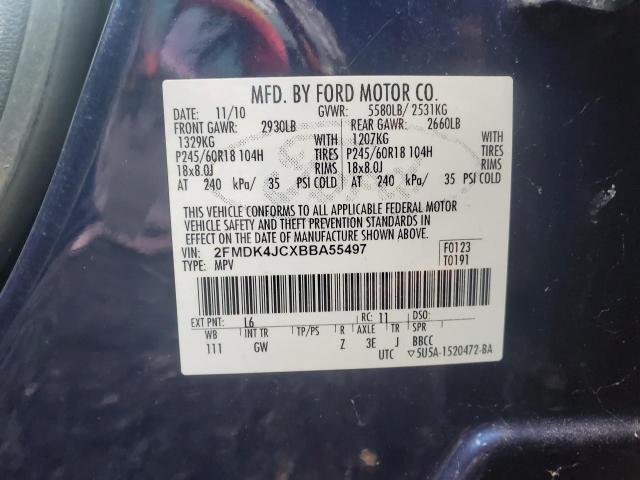 MFD. BY FORD MOTOR CO.
DATE: 11/10 GVWR: 5580LB/ 2531KG
FRONT GAWR: 2930LB REAR GAWR: 2660LB
1329KG WITH 1207KG WITH
P245/60R18 104H TIRES P245/60R18 104H TIRES
18x8.0J RIMS 18x8.0J RIMS
AT 240 kPa/ 35 PSI COLD AT 240 kPa/ 35 PSI COLD
THIS VEHICLE CONFORMS TO ALL APPLICABLE FEDERAL MOTOR
VEHICLE SAFETY AND THEFT PREVENTION STANDARDS IN
EFFECT ON THE DATE OF MANUFACTURE SHOWN ABOVE.
VIN: 2FMDK4JCXBBA55497 F0123
TYPE: MPV T0191
EXT PNT: L6 RC: 11 DSO:
WB INT TR TP/PS R AXLE TR SPR
111 GW Z 3E J BBCC
UTC ▽5U5A-1520472-BA